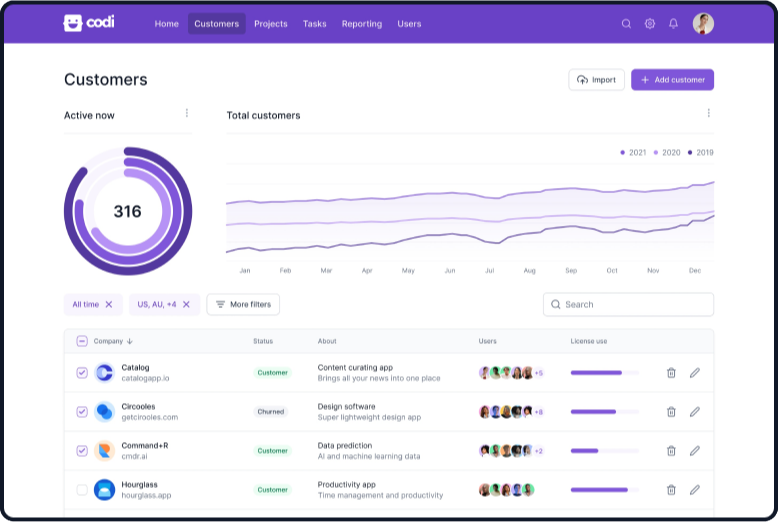 codi Home Customers Projects Tasks Reporting Users
Customers
Import
Add customer
Active now
Total customers
2021 2020 2019
316
Jan Feb Mar Apr May Jun Jul Aug Sep Oct Nov Dec
All time
US, AU, +4
More filters
Search
Company Status About Users License use
Catalog
catalogapp.io
Customer
Content curating app
Brings all your news into one place
+5
Circooles
getcirooles.com
Churned
Design software
Super lightweight design app
+8
Command+R
cmdr.ai
Customer
Data prediction
AI and machine learning data
+2
Hourglass
hourglass.app
Customer
Productivity app
Time management and productivity